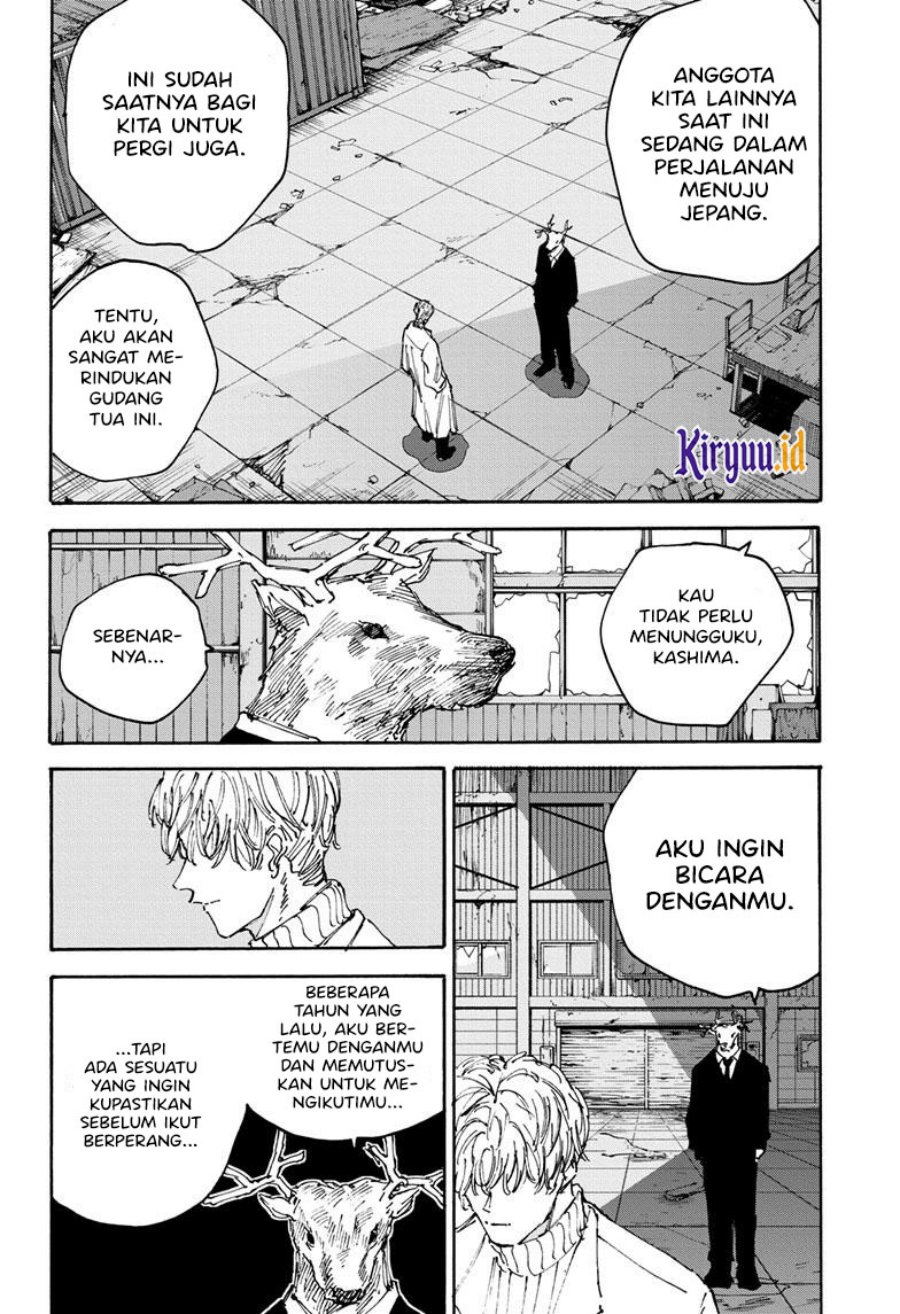 ANGGOTA
KITA LAINNYA
SAAT INI
SEDANG DALAM
PERJALANAN
MENUJU
JEPANG.
INI SUDAH
SAATNYA BAGI
KITA UNTUK
PERGI JUGA.
TENTU,
AKU AKAN
SANGAT ME-
RINDUKAN
GUDANG
TUA INI.
Kiryuu.id
KAU
TIDAK PERLU
MENUNGGUKU,
KASHIMA.
SEBENAR-
NYA...
AKU INGIN
BICARA
DENGANMU.
BEBERAPA
TAHUN YANG
LALU, AKU BER-
TEMU DENGANMU
DAN MEMUTUS-
KAN UNTUK ME-
NGIKUTIMU...
...TAPI
ADA SESUATU
YANG INGIN
KUPASTIKAN
SEBELUM IKUT
BERPERANG...